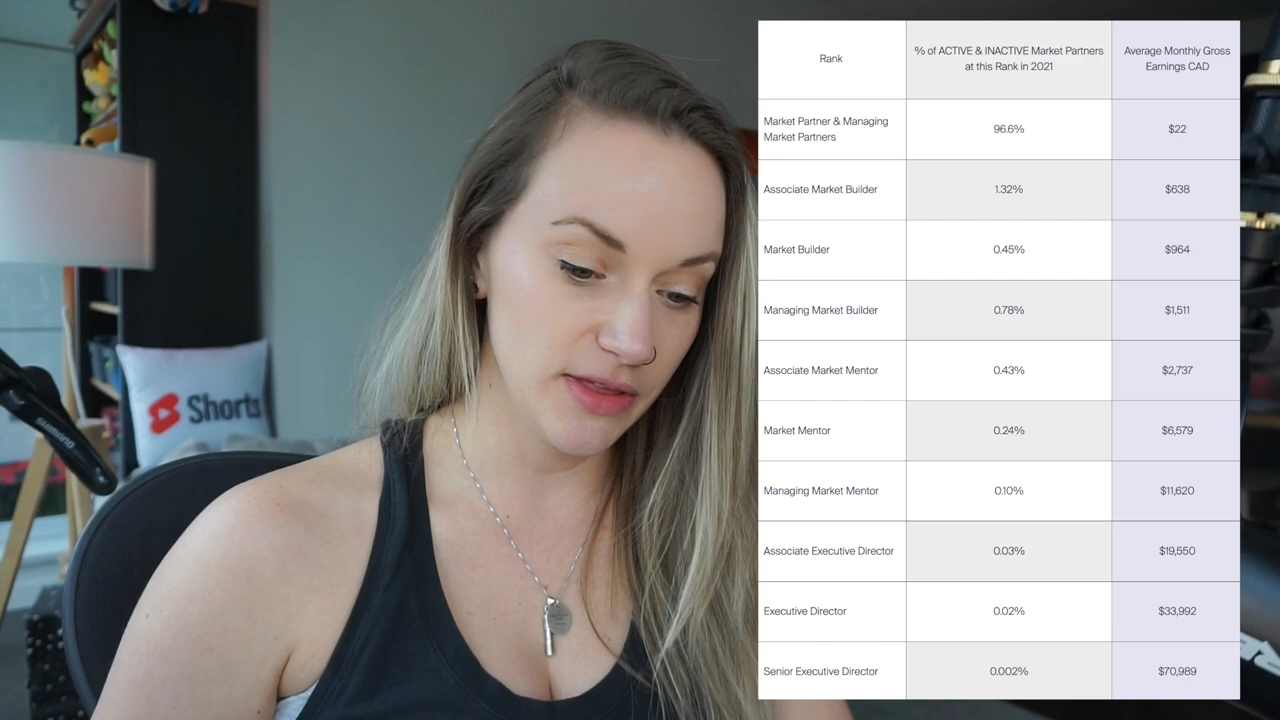 Rank
% of ACTIVE & INACTIVE Market Partners
at this Rank in 2021
Average Monthly Gross
Earnings CAD
Market Partner & Managing
Market Partners
96.6%
$22
Associate Market Builder
1.32%
$638
Market Builder
0.45%
$964
Managing Market Builder
0.78%
$1,511
Associate Market Mentor
0.43%
$2,737
Market Mentor
0.24%
$6,579
Managing Market Mentor
0.10%
$11,620
Associate Executive Director
0.03%
$19,550
Executive Director
0.02%
$33,992
Senior Executive Director
0.002%
$70,989
Shorts